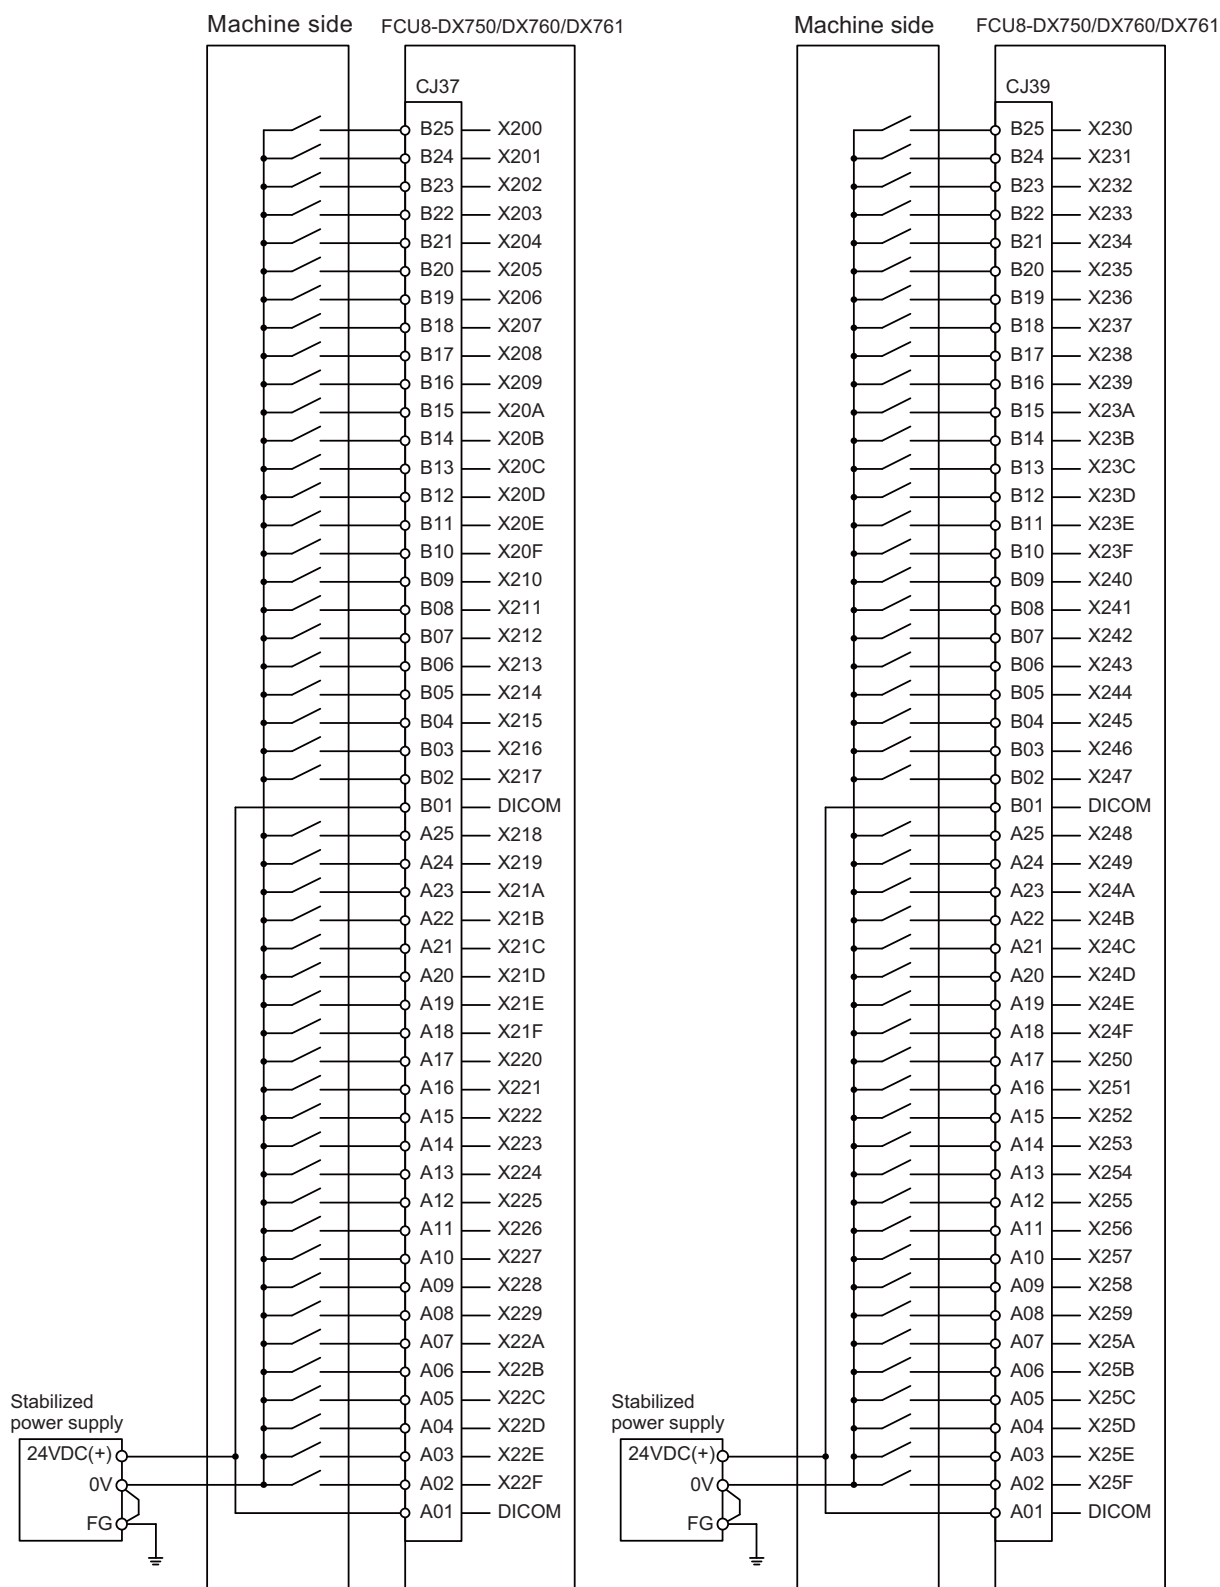 Machine side FCU8-DX750/DX760/DX761
CJ37
B25 X200
B24 X201
B23 X202
B22 X203
B21 X204
B20 X205
B19 X206
B18 X207
B17 X208
B16 X209
B15 X20A
B14 X20B
B13 X20C
B12 X20D
B11 X20E
B10 X20F
B09 X210
B08 X211
B07 X212
B06 X213
B05 X214
B04 X215
B03 X216
B02 X217
B01 DICOM
A25 X218
A24 X219
A23 X21A
A22 X21B
A21 X21C
A20 X21D
A19 X21E
A18 X21F
A17 X220
A16 X221
A15 X222
A14 X223
A13 X224
A12 X225
A11 X226
A10 X227
A09 X228
A08 X229
A07 X22A
A06 X22B
A05 X22C
A04 X22D
A03 X22E
A02 X22F
A01 DICOM
Stabilized
power supply
24VDC(+)
0V
FG
Machine side FCU8-DX750/DX760/DX761
CJ39
B25 X230
B24 X231
B23 X232
B22 X233
B21 X234
B20 X235
B19 X236
B18 X237
B17 X238
B16 X239
B15 X23A
B14 X23B
B13 X23C
B12 X23D
B11 X23E
B10 X23F
B09 X240
B08 X241
B07 X242
B06 X243
B05 X244
B04 X245
B03 X246
B02 X247
B01 DICOM
A25 X248
A24 X249
A23 X24A
A22 X24B
A21 X24C
A20 X24D
A19 X24E
A18 X24F
A17 X250
A16 X251
A15 X252
A14 X253
A13 X254
A12 X255
A11 X256
A10 X257
A09 X258
A08 X259
A07 X25A
A06 X25B
A05 X25C
A04 X25D
A03 X25E
A02 X25F
A01 DICOM
Stabilized
power supply
24VDC(+)
0V
FG